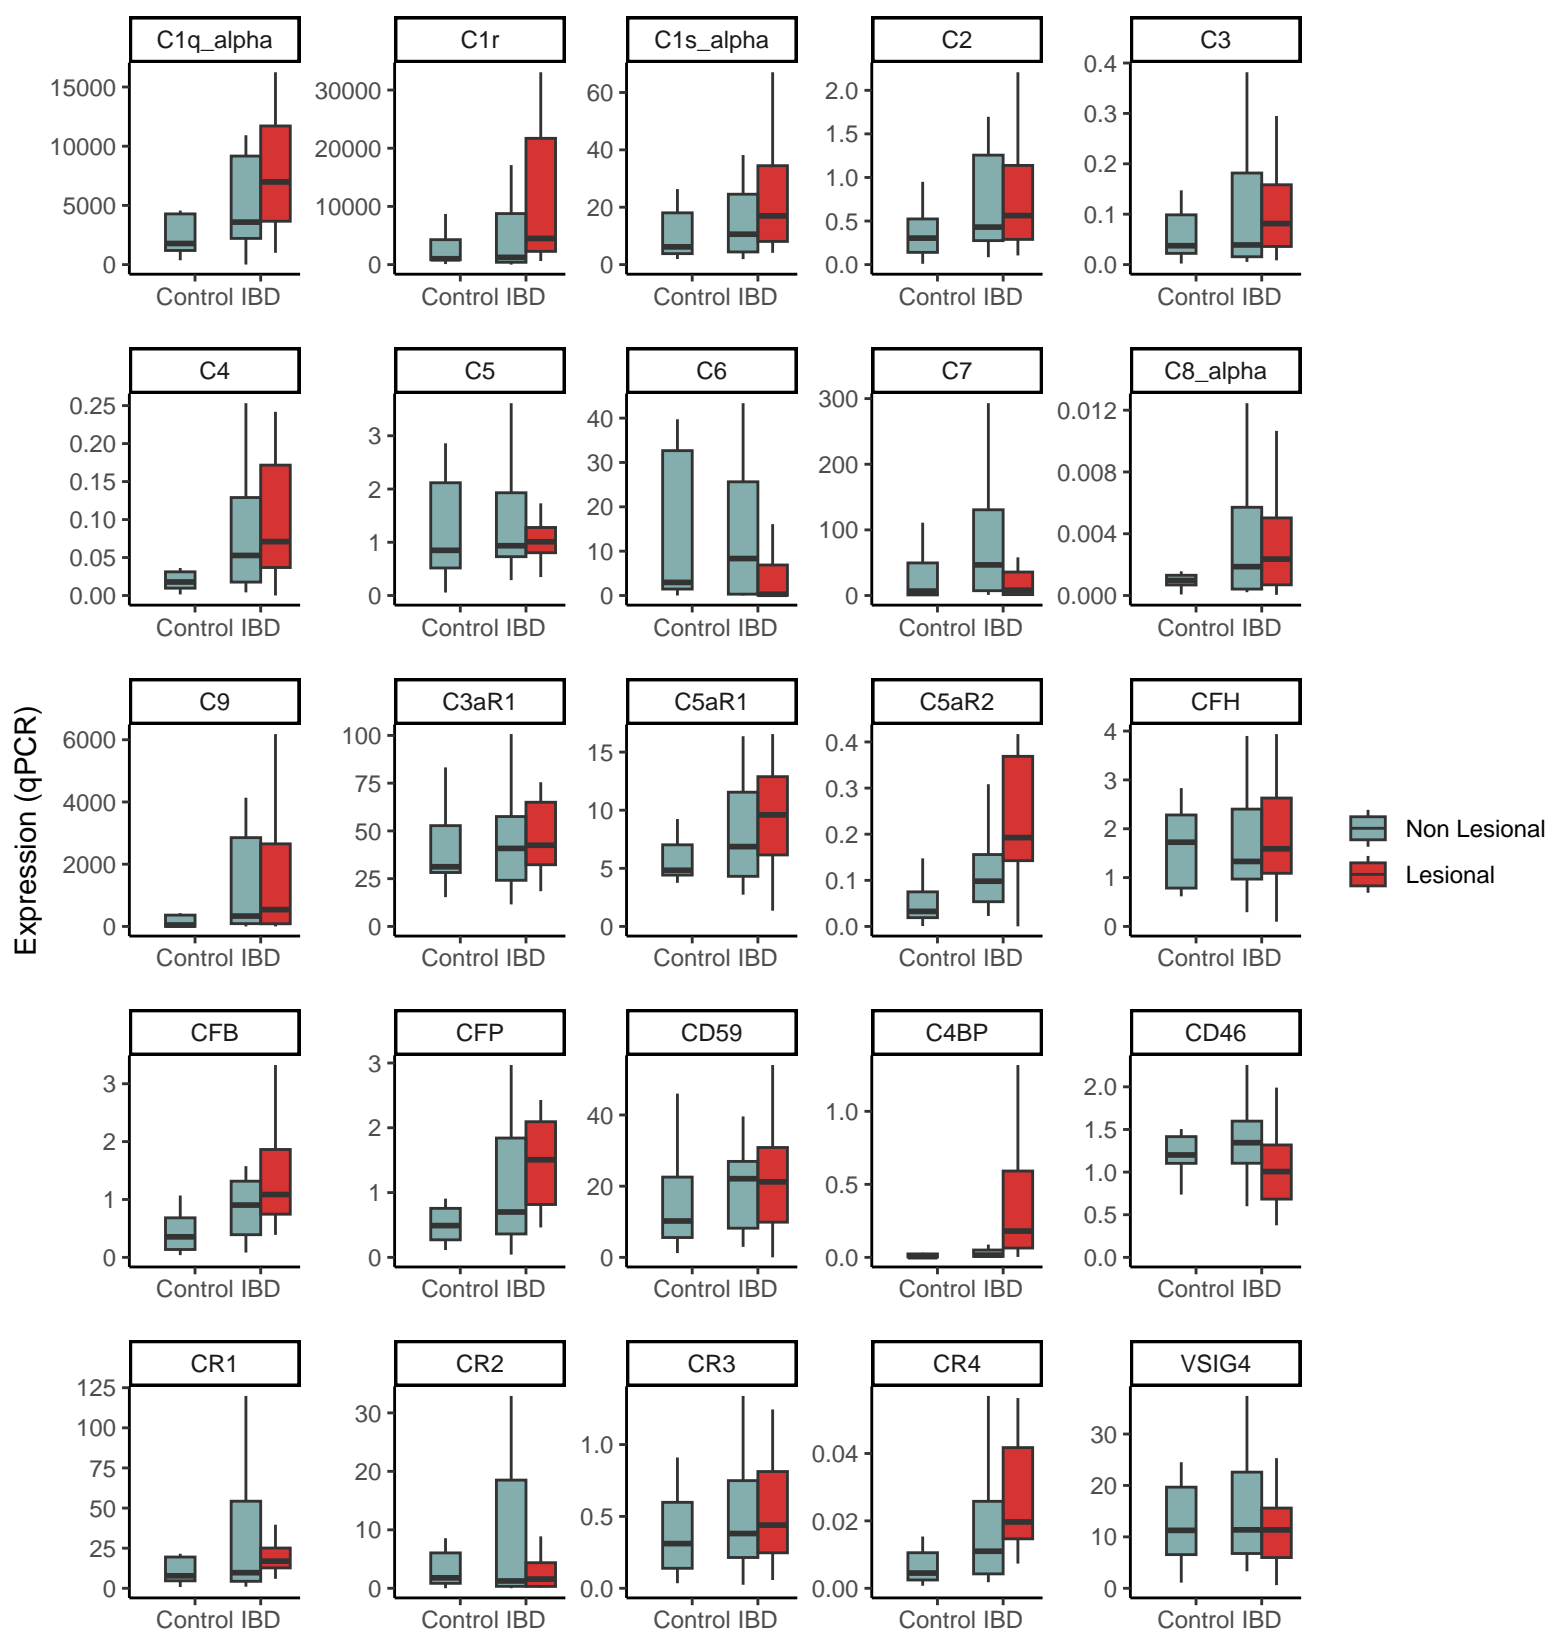 C1q_alpha
C1r
C1s_alpha
C2
C3
15000
10000
5000
0
30000
20000
10000
0
60
40
20
0
2.0
1.5
1.0
0.5
0.0
0.4
0.3
0.2
0.1
0.0
Control IBD
Control IBD
Control IBD
Control IBD
Control IBD
C4
C5
C6
C7
C8_alpha
0.25
0.20
0.15
0.10
0.05
0.00
3
2
1
0
40
30
20
10
0
300
200
100
0
0.012
0.008
0.004
0.000
Control IBD
Control IBD
Control IBD
Control IBD
Control IBD
Expression (qPCR)
C9
C3aR1
C5aR1
C5aR2
CFH
6000
4000
2000
0
100
75
50
25
0
15
10
5
0
0.4
0.3
0.2
0.1
0.0
4
3
2
1
0
Control IBD
Control IBD
Control IBD
Control IBD
Control IBD
Non Lesional
Lesional
CFB
CFP
CD59
C4BP
CD46
3
2
1
0
3
2
1
0
40
20
0
1.0
0.5
0.0
2.0
1.5
1.0
0.5
0.0
Control IBD
Control IBD
Control IBD
Control IBD
Control IBD
CR1
CR2
CR3
CR4
VSIG4
125
100
75
50
25
0
30
20
10
0
1.0
0.5
0.0
0.04
0.02
0.00
30
20
10
0
Control IBD
Control IBD
Control IBD
Control IBD
Control IBD